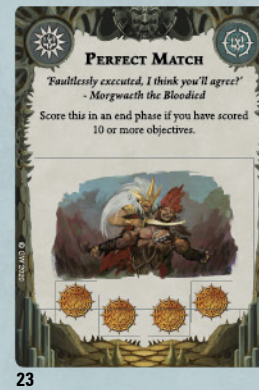 PERFECT MATCH
'Faultlessly executed, I think you'll agree?'
- Morgwaeth the Bloodied
Score this in an end phase if you have scored
10 or more objectives.
© GW 2020
23